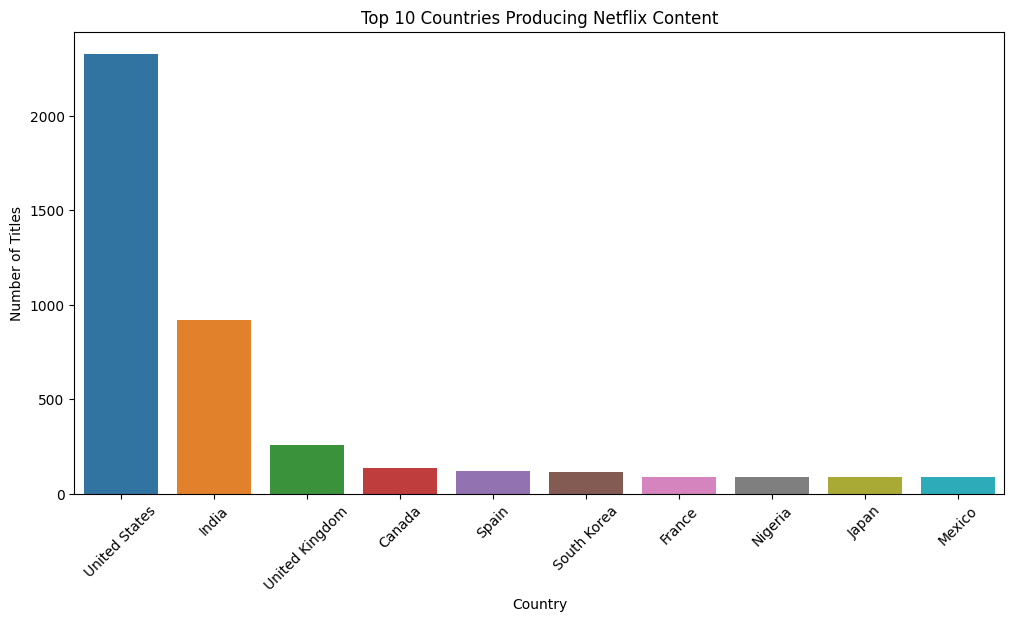 Top 10 Countries Producing Netflix Content
Number of Titles
2000
1500
1000
500
0
United States
India
United Kingdom
Canada
Spain
South Korea
France
Nigeria
Japan
Mexico
Country